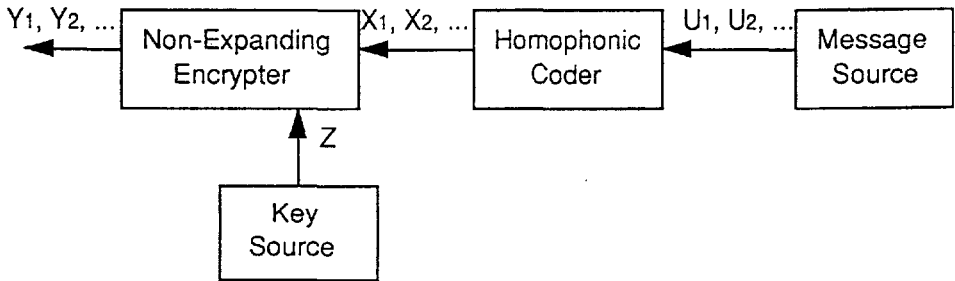 Y1, Y2, ...
Non-Expanding
Encrypter
X1, X2, ...
Homophonic
Coder
U1, U2, ...
Message
Source
Z
Key
Source